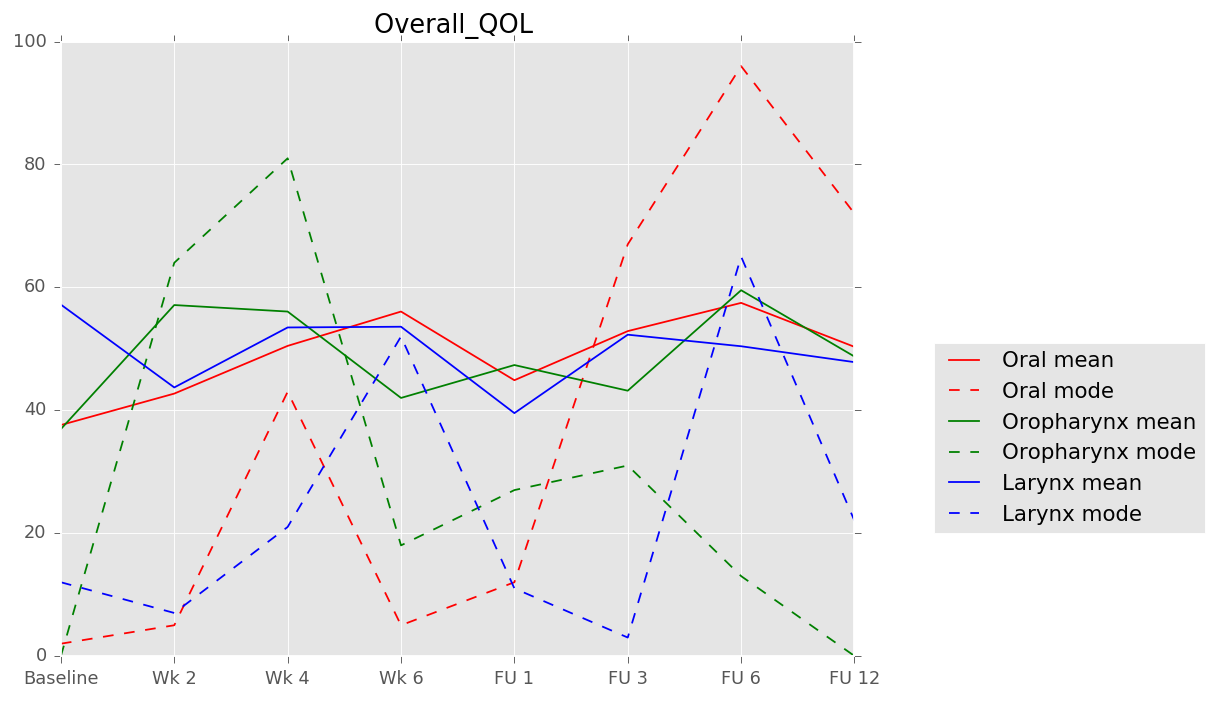 Overall_QOL
100
80
60
40
20
0
Baseline Wk 2 Wk 4 Wk 6 FU 1 FU 3 FU 6 FU 12
Oral mean
Oral mode
Oropharynx mean
Oropharynx mode
Larynx mean
Larynx mode